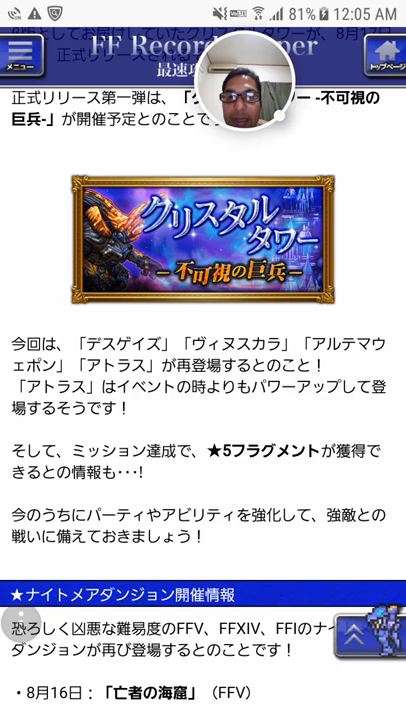 81% 12:05 AM
FF Recor per
最速攻
メニュー
トップページ
正式リリース第一弾は、「ク ワー -不可視の
巨兵-」が開催予定とのことで
クリスタル
タワー
－不可視の巨兵－
今回は、「デスゲイズ」「ヴィヌスカラ」「アルテマウ
ェポン」「アトラス」が再登場するとのこと！
「アトラス」はイベントの時よりもパワーアップして登
場するそうです！
そして、ミッション達成で、★5フラグメントが獲得で
きるとの情報も･･･!
今のうちにパーティやアビリティを強化して、強敵との
戦いに備えておきましょう！
★ナイトメアダンジョン開催情報
恐ろしく凶悪な難易度のFFV、FFXIV、FFIのナイ
ダンジョンが再び登場するとのことです！
・8月16日：「亡者の海窟」（FFV）